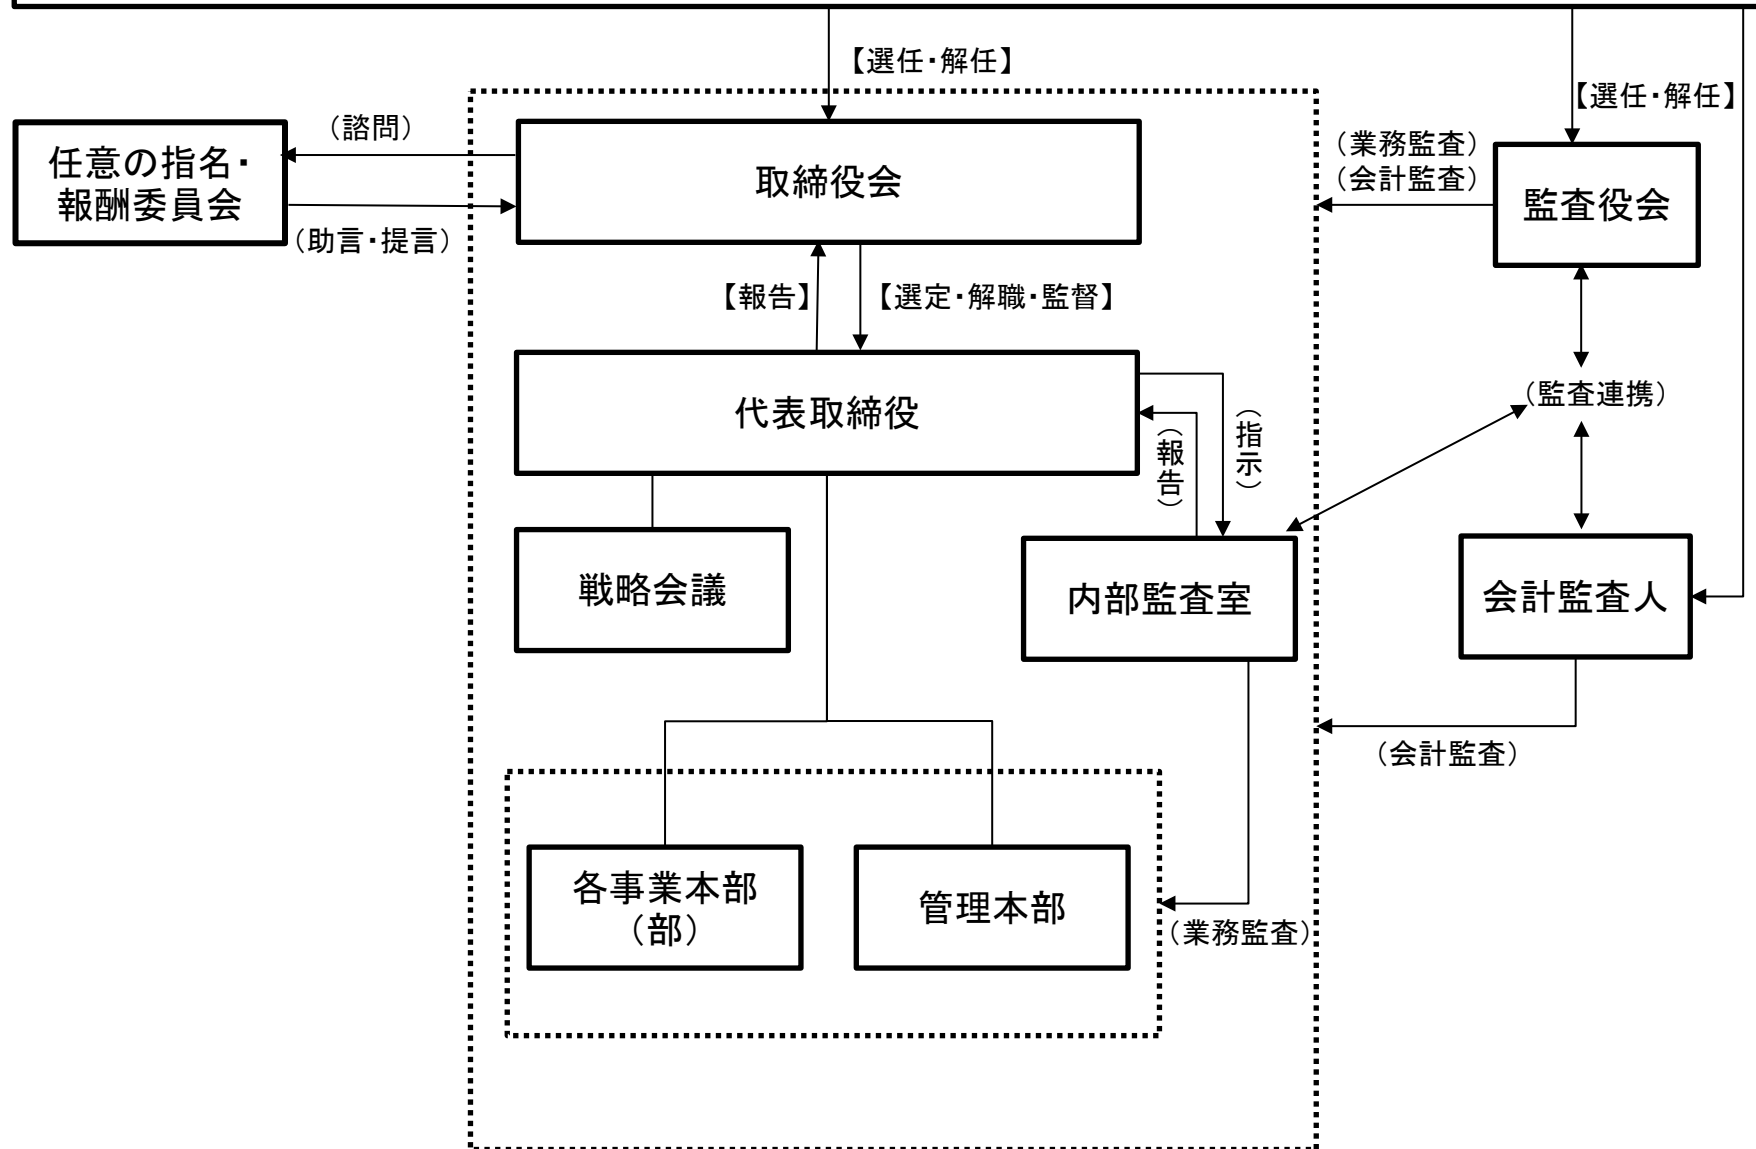 【選任・解任】
【選任・解任】
（諮問）
任意の指名・
報酬委員会
（助言・提言）
取締役会
（業務監査）
（会計監査）
監査役会
【報告】
【選定・解職・監督】
代表取締役
（報告）
（指示）
（監査連携）
戦略会議
内部監査室
会計監査人
（会計監査）
各事業本部
（部）
管理本部
（業務監査）